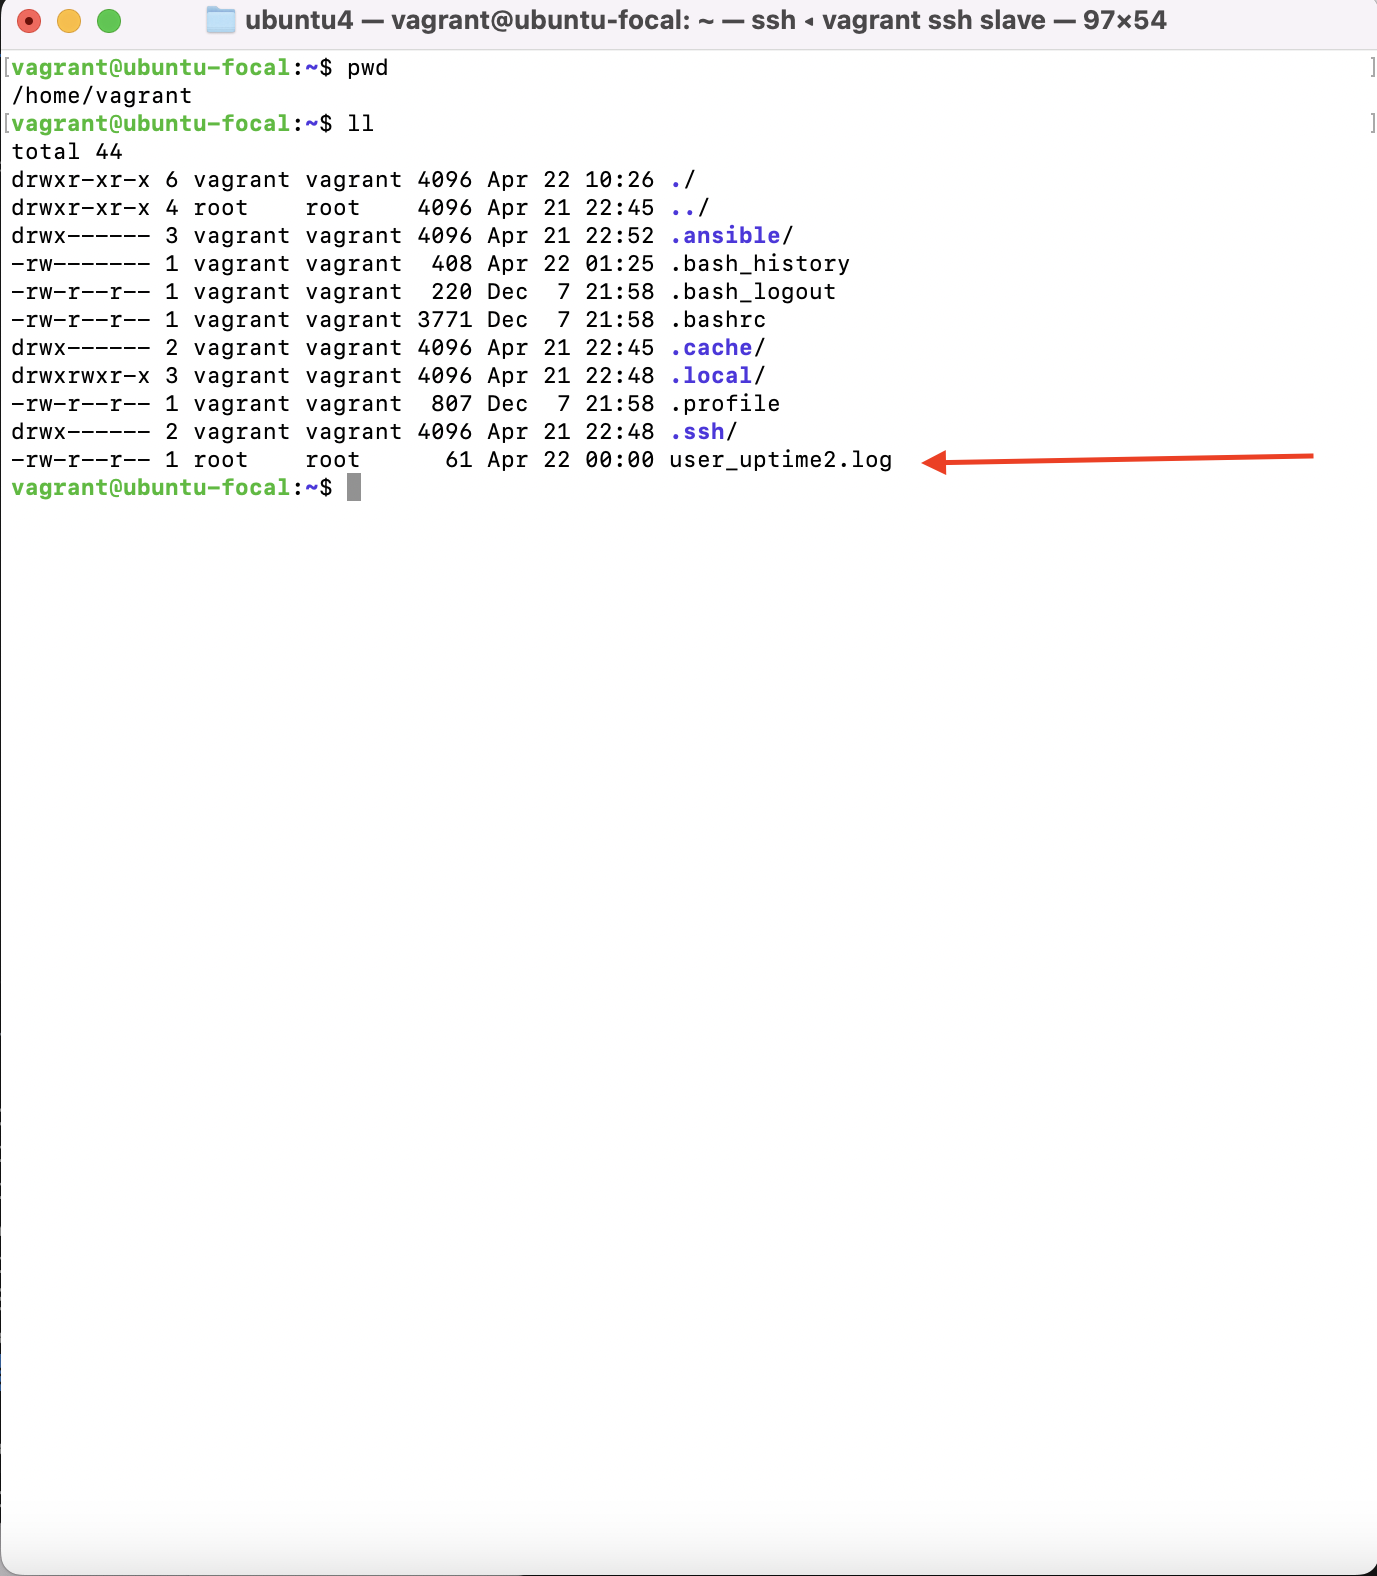 ubuntu4 — vagrant@ubuntu-focal: ~ — ssh ◂ vagrant ssh slave — 97×54
[vagrant@ubuntu-focal:~$ pwd ]
/home/vagrant
[vagrant@ubuntu-focal:~$ ll ]
total 44
drwxr-xr-x 6 vagrant vagrant 4096 Apr 22 10:26 ./
drwxr-xr-x 4 root    root    4096 Apr 21 22:45 ../
drwx------ 3 vagrant vagrant 4096 Apr 21 22:52 .ansible/
-rw------- 1 vagrant vagrant  408 Apr 22 01:25 .bash_history
-rw-r--r-- 1 vagrant vagrant  220 Dec  7 21:58 .bash_logout
-rw-r--r-- 1 vagrant vagrant 3771 Dec  7 21:58 .bashrc
drwx------ 2 vagrant vagrant 4096 Apr 21 22:45 .cache/
drwxrwxr-x 3 vagrant vagrant 4096 Apr 21 22:48 .local/
-rw-r--r-- 1 vagrant vagrant  807 Dec  7 21:58 .profile
drwx------ 2 vagrant vagrant 4096 Apr 21 22:48 .ssh/
-rw-r--r-- 1 root    root      61 Apr 22 00:00 user_uptime2.log
vagrant@ubuntu-focal:~$